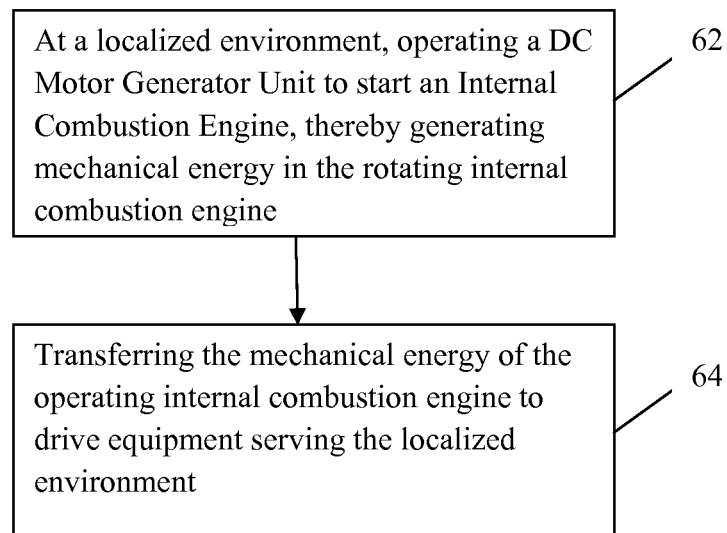 At a localized environment, operating a DC
Motor Generator Unit to start an Internal
Combustion Engine, thereby generating
mechanical energy in the rotating internal
combustion engine
62
Transferring the mechanical energy of the
operating internal combustion engine to
drive equipment serving the localized
environment
64